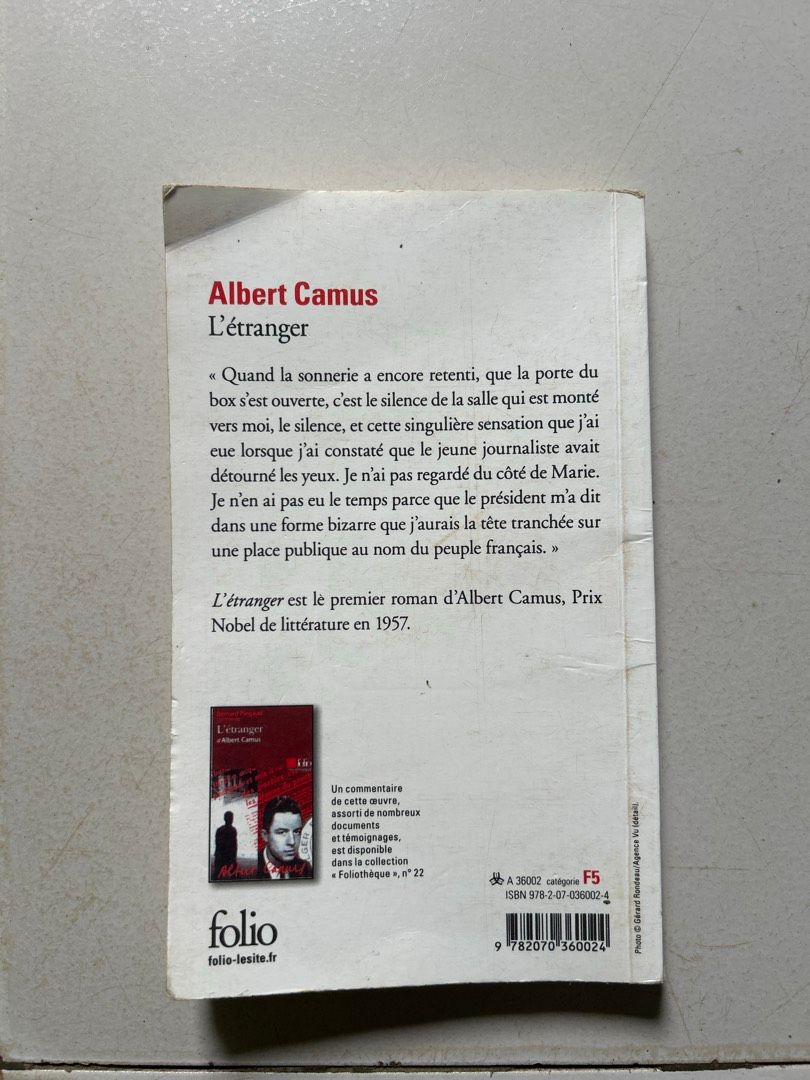 Albert Camus
L'étranger
« Quand la sonnerie a encore retenti, que la porte du
box s'est ouverte, c'est le silence de la salle qui est monté
vers moi, le silence, et cette singulière sensation que j'ai
eue lorsque j'ai constaté que le jeune journaliste avait
détourné les yeux. Je n'ai pas regardé du côté de Marie.
Je n'en ai pas eu le temps parce que le président m'a dit
dans une forme bizarre que j'aurais la tête tranchée sur
une place publique au nom du peuple français. »
L'étranger est le premier roman d'Albert Camus, Prix
Nobel de littérature en 1957.
L'étranger
d'Albert Camus
Un commentaire
de cette œuvre,
assorti de nombreux
documents
et témoignages,
est disponible
dans la collection
« Foliothèque », n° 22
A 36002 catégorie F5
ISBN 978-2-07-036002-4
9 782070 360024
folio
folio-lesite.fr
Photo © Gérard Rondeau/Agence Vu (détail).